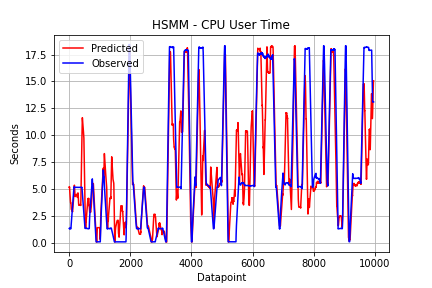 HSMM - CPU User Time
Predicted
Observed
Seconds
17.5
15.0
12.5
10.0
7.5
5.0
2.5
0.0
0 2000 4000 6000 8000 10000
Datapoint